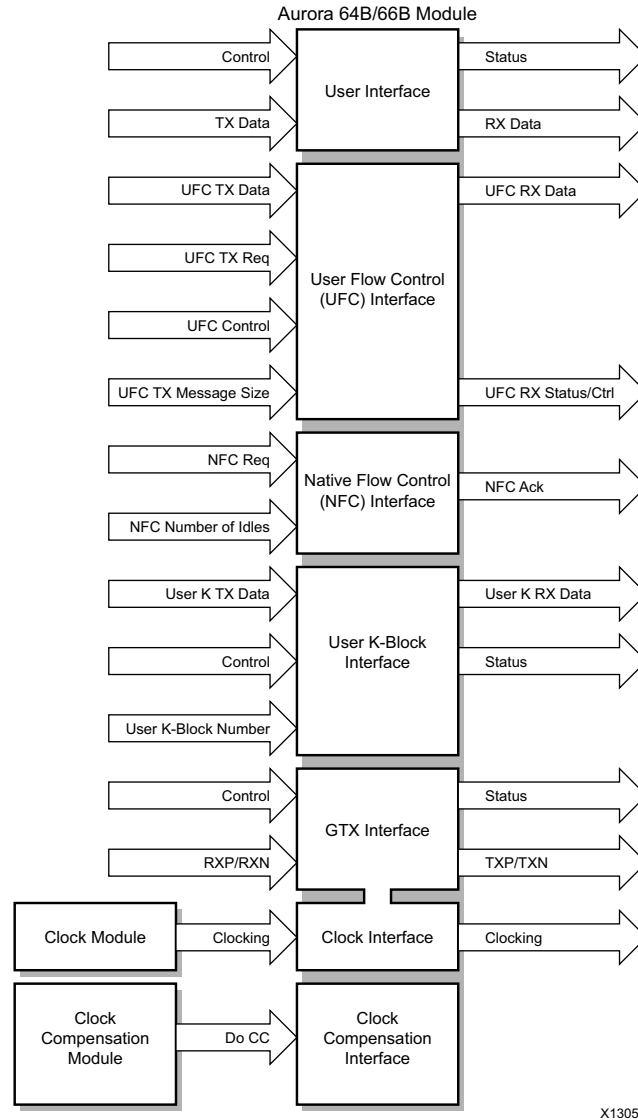 Aurora 64B/66B Module
Control
User Interface
Status
TX Data
RX Data
UFC TX Data
UFC RX Data
UFC TX Req
User Flow Control
(UFC) Interface
UFC Control
UFC TX Message Size
UFC RX Status/Ctrl
NFC Req
Native Flow Control
(NFC) Interface
NFC Ack
NFC Number of Idles
User K TX Data
User K RX Data
User K-Block
Interface
Control
Status
User K-Block Number
Control
Status
GTX Interface
RXP/RXN
TXP/TXN
Clock Module
Clocking
Clock Interface
Clocking
Clock
Compensation
Module
Do CC
Clock
Compensation
Interface
X1305